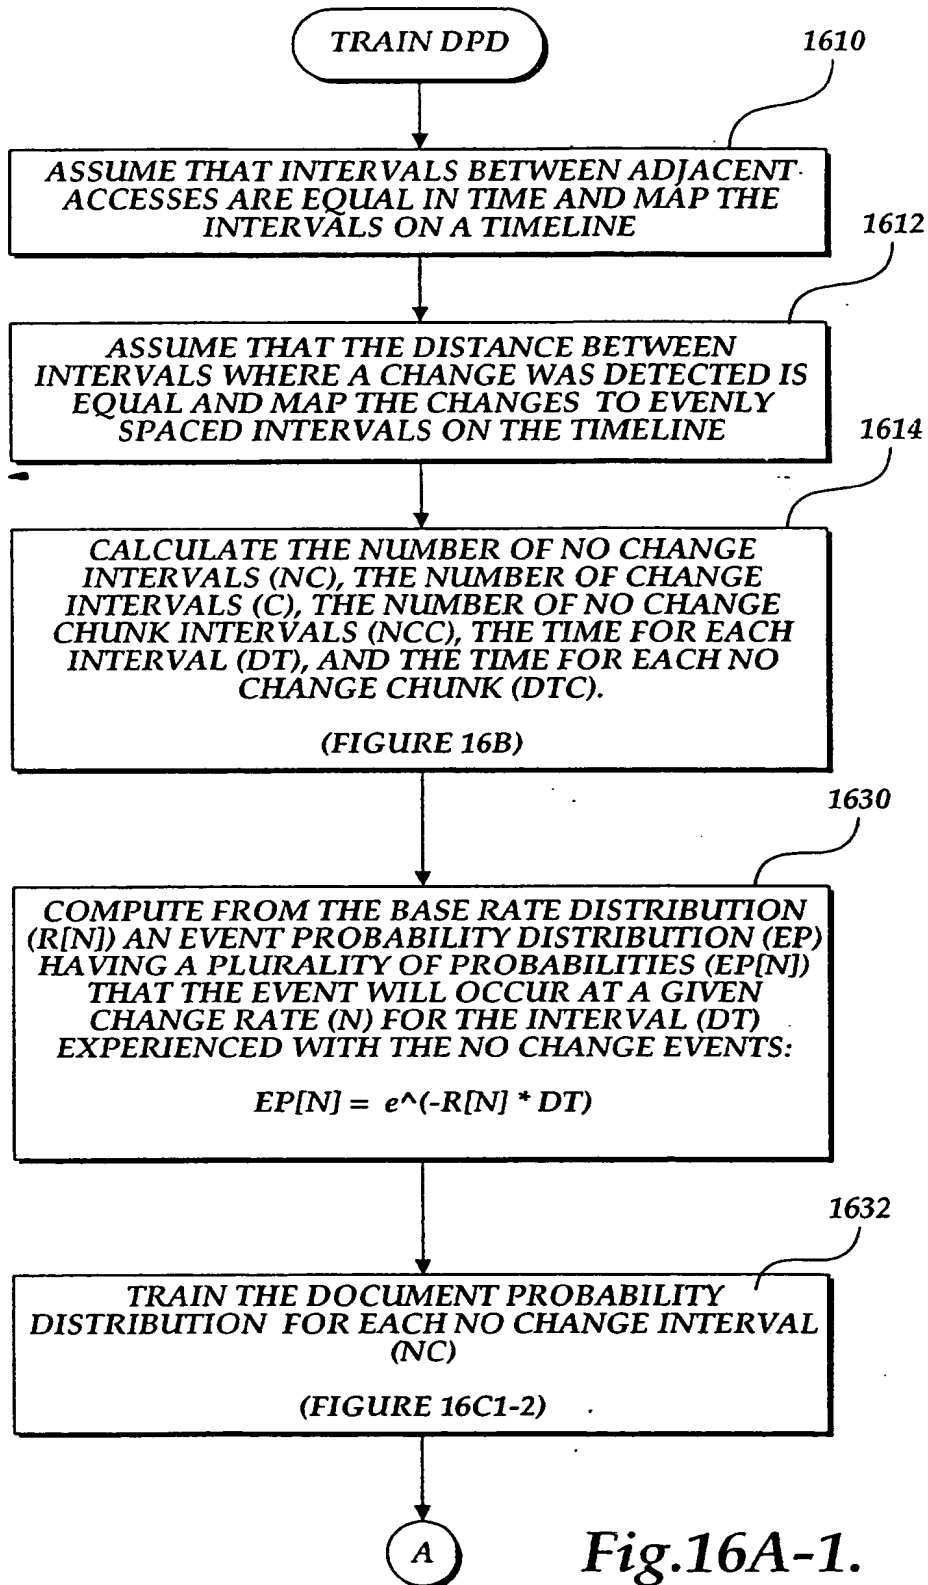 TRAIN DPD
1610
ASSUME THAT INTERVALS BETWEEN ADJACENT
ACCESSES ARE EQUAL IN TIME AND MAP THE
INTERVALS ON A TIMELINE
1612
ASSUME THAT THE DISTANCE BETWEEN
INTERVALS WHERE A CHANGE WAS DETECTED IS
EQUAL AND MAP THE CHANGES TO EVENLY
SPACED INTERVALS ON THE TIMELINE
1614
CALCULATE THE NUMBER OF NO CHANGE
INTERVALS (NC), THE NUMBER OF CHANGE
INTERVALS (C), THE NUMBER OF NO CHANGE
CHUNK INTERVALS (NCC), THE TIME FOR EACH
INTERVAL (DT), AND THE TIME FOR EACH NO
CHANGE CHUNK (DTC).
(FIGURE 16B)
1630
COMPUTE FROM THE BASE RATE DISTRIBUTION
(R[N]) AN EVENT PROBABILITY DISTRIBUTION (EP)
HAVING A PLURALITY OF PROBABILITIES (EP[N])
THAT THE EVENT WILL OCCUR AT A GIVEN
CHANGE RATE (N) FOR THE INTERVAL (DT)
EXPERIENCED WITH THE NO CHANGE EVENTS:
EP[N] = e^(-R[N] * DT)
1632
TRAIN THE DOCUMENT PROBABILITY
DISTRIBUTION FOR EACH NO CHANGE INTERVAL
(NC)
(FIGURE 16C1-2)
A
Fig.16A-1.